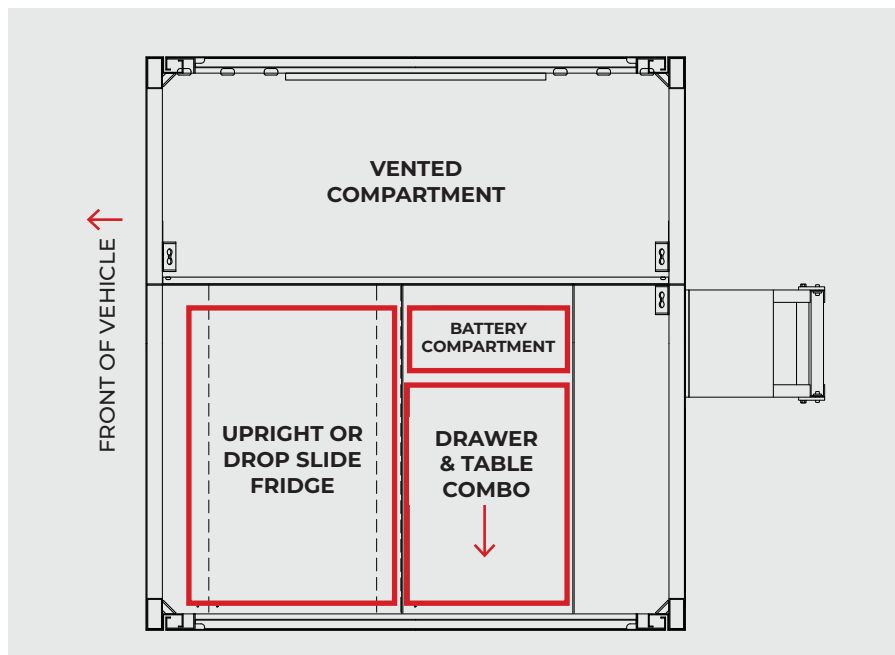 VENTED
COMPARTMENT
FRONT OF VEHICLE
BATTERY
COMPARTMENT
UPRIGHT OR
DROP SLIDE
FRIDGE
DRAWER
& TABLE
COMBO